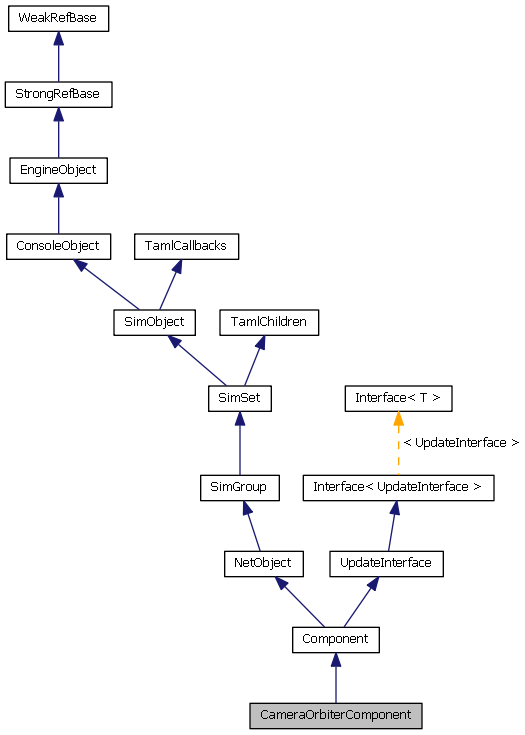 WeakRefBase
StrongRefBase
EngineObject
ConsoleObject
TamlCallbacks
SimObject
TamlChildren
SimSet
Interface< T >
< UpdateInterface >
SimGroup
Interface< UpdateInterface >
NetObject
UpdateInterface
Component
CameraOrbiterComponent